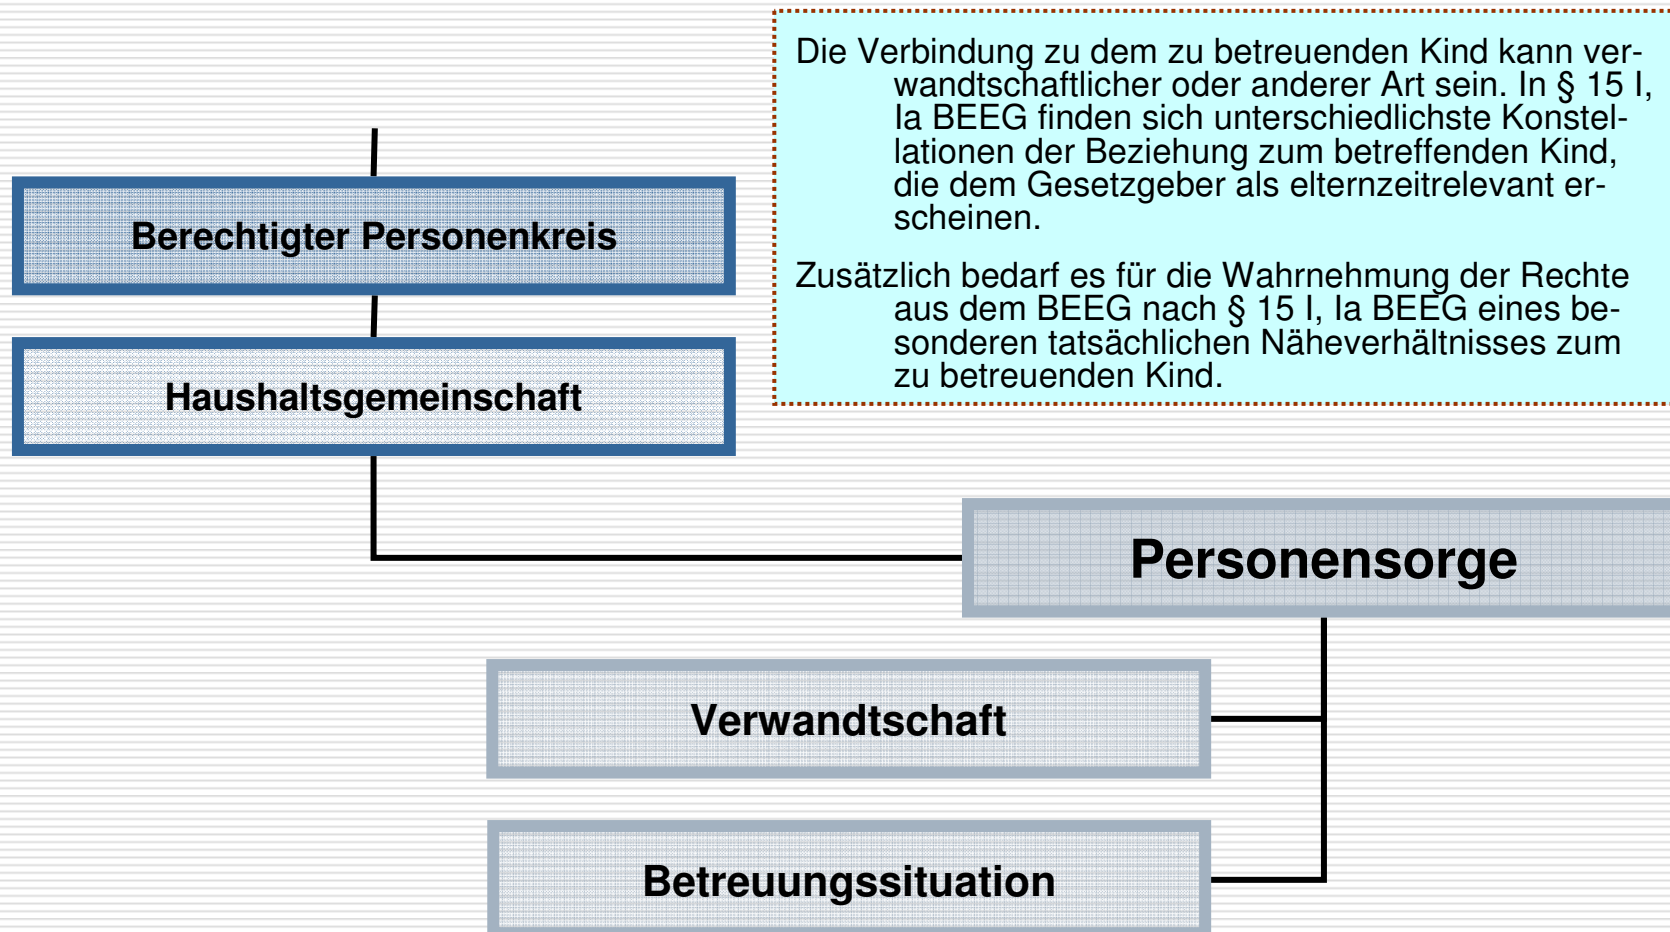 Die Verbindung zu dem zu betreuenden Kind kann ver-
wandtschaftlicher oder anderer Art sein. In § 15 I,
Ia BEEG finden sich unterschiedlichste Konstel-
lationen der Beziehung zum betreffenden Kind,
die dem Gesetzgeber als elternzeitrelevant er-
scheinen.
Zusätzlich bedarf es für die Wahrnehmung der Rechte
aus dem BEEG nach § 15 I, Ia BEEG eines be-
sonderen tatsächlichen Näheverhältnisses zum
zu betreuenden Kind.
Berechtigter Personenkreis
Haushaltsgemeinschaft
Personensorge
Verwandtschaft
Betreuungssituation